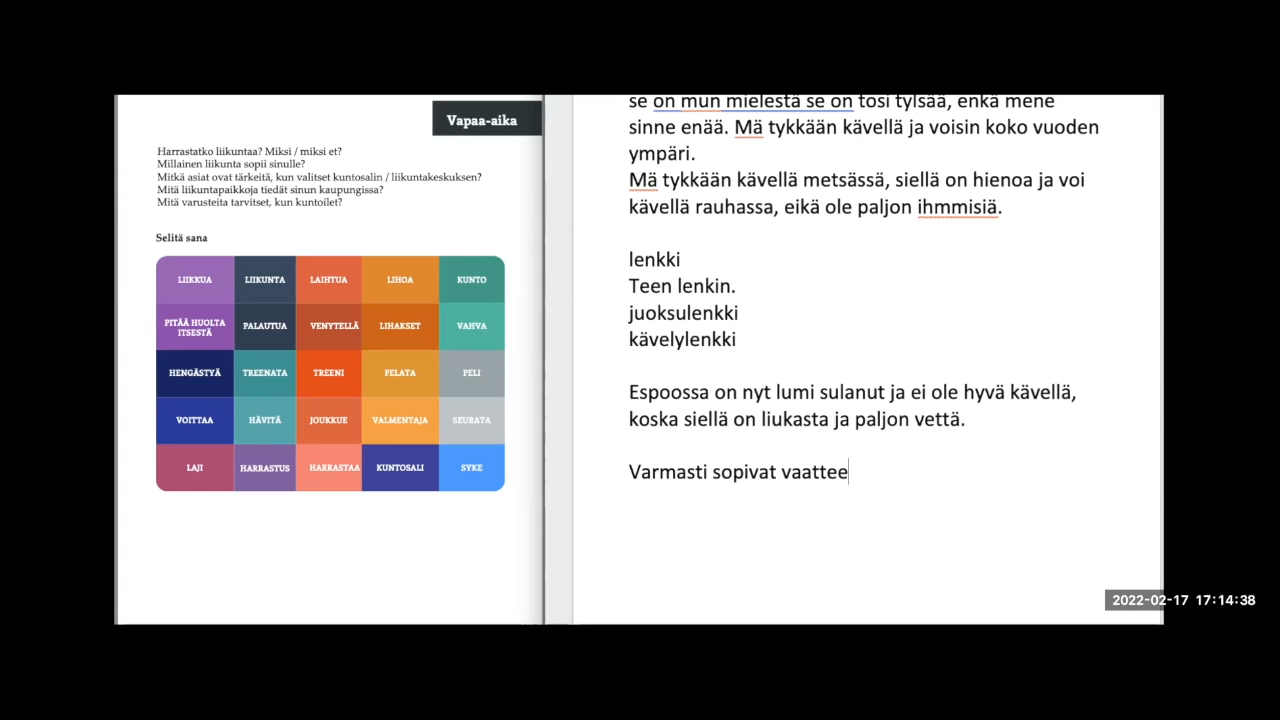 Vapaa-aika
Harrastatko liikuntaa? Miksi / miksi et?
Millainen liikunta sopii sinulle?
Mitkä asiat ovat tärkeitä, kun valitset kuntosalin / liikuntakeskuksen?
Mitä liikuntapaikkoja tiedät sinun kaupungissa?
Mitä varusteita tarvitset, kun kuntoilet?
Selitä sana
LIIKKUA LIIKUNTA LAIHTUA LIHOA KUNTO
PITÄÄ HUOLTA
ITSESTÄ
PALAUTUA VENYTELLÄ LIHAKSET VAHVA
HENGÄSTYÄ TREENATA TREENI PELATA PELI
VOITTAA HÄVITÄ JOUKKUE VALMENTAJA SEURATA
LAJI HARRASTUS HARRASTAA KUNTOSALI SYKE
se on mun mielestä se on tosi tylsää, enkä mene
sinne enää. Mä tykkään kävellä ja voisin koko vuoden
ympäri.
Mä tykkään kävellä metsässä, siellä on hienoa ja voi
kävellä rauhassa, eikä ole paljon ihmmisiä.
lenkki
Teen lenkin.
juoksulenkki
kävelylenkki
Espoossa on nyt lumi sulanut ja ei ole hyvä kävellä,
koska siellä on liukasta ja paljon vettä.
Varmasti sopivat vaattee
2022-02-17 17:14:38